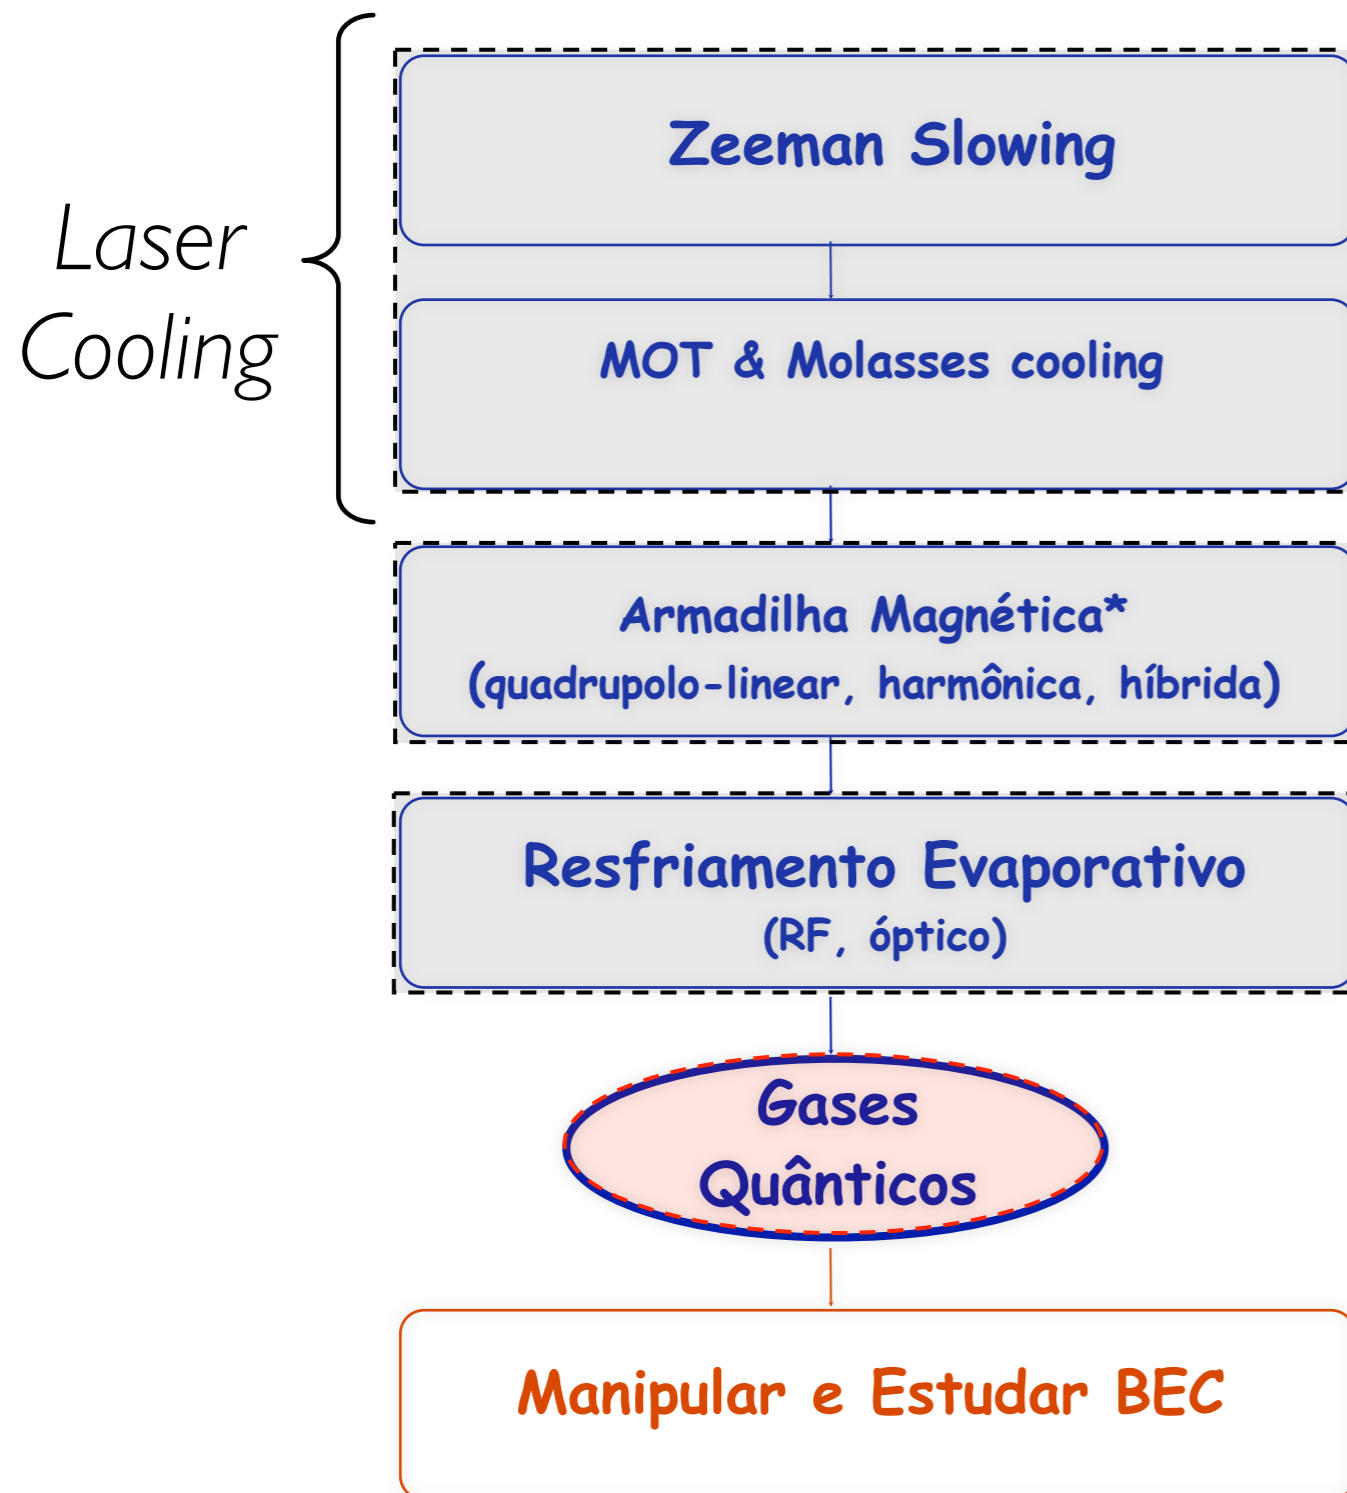 Laser
Cooling
Zeeman Slowing
MOT & Molasses cooling
Armadilha Magnética*
(quadrupolo-linear, harmônica, híbrida)
Resfriamento Evaporativo
(RF, óptico)
Gases
Quânticos
Manipular e Estudar BEC